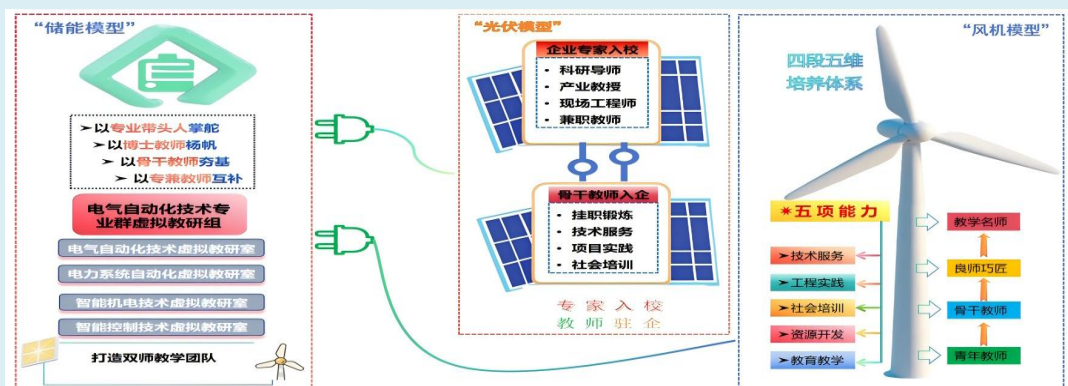 “储能模型”
➤以专业带头人掌舵
➤以博士教师杨帆
➤以骨干教师夯基
➤以专兼教师互补
电气自动化技术专
业群虚拟教研组
电气自动化技术虚拟教研室
电力系统自动化虚拟教研室
智能机电技术虚拟教研室
智能控制技术虚拟教研室
打造双师教学团队
“光伏模型”
企业专家入校
• 科研导师
• 产业教授
• 现场工程师
• 兼职教师
骨干教师入企
• 挂职锻炼
• 技术服务
• 项目实践
• 社会培训
专家入校
教师驻企
“风机模型”
四段五维
培养体系
✶五项能力
➤技术服务
➤工程实践
➤社会培训
➤资源开发
➤教育教学
教学名师
良师巧匠
骨干教师
青年教师